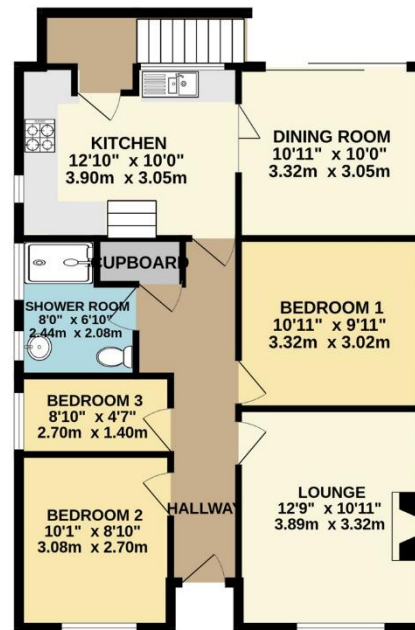 KITCHEN
12'10" x 10'0"
3.90m x 3.05m
DINING ROOM
10'11" x 10'0"
3.32m x 3.05m
CUPBOARD
SHOWER ROOM
8'0" x 6'10"
2.44m x 2.08m
BEDROOM 1
10'11" x 9'11"
3.32m x 3.02m
BEDROOM 3
8'10" x 4'7"
2.70m x 1.40m
BEDROOM 2
10'1" x 8'10"
3.08m x 2.70m
HALLWAY
LOUNGE
12'9" x 10'11"
3.89m x 3.32m